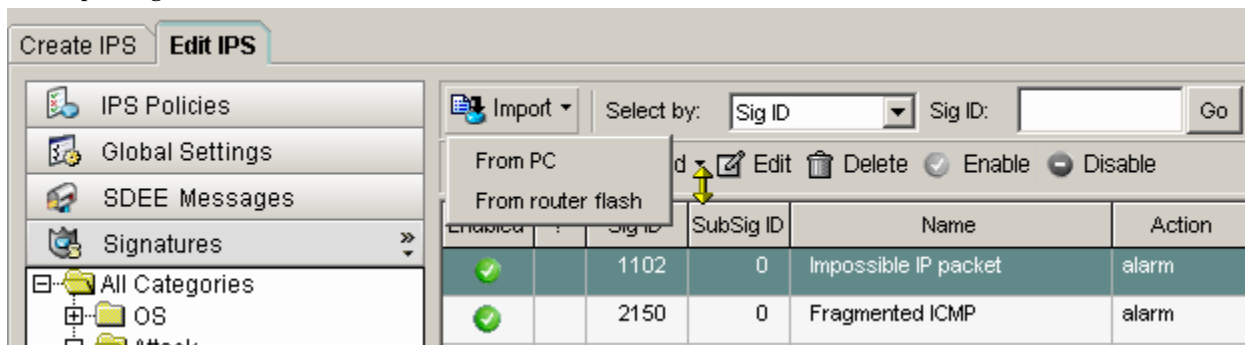 Create IPS Edit IPS
IPS Policies
Global Settings
SDEE Messages
Signatures
All Categories
OS
Import Select by: Sig ID Sig ID: Go
From PC
From router flash
Edit Delete Enable Disable
SubSig ID Name Action
1102 0 Impossible IP packet alarm
2150 0 Fragmented ICMP alarm